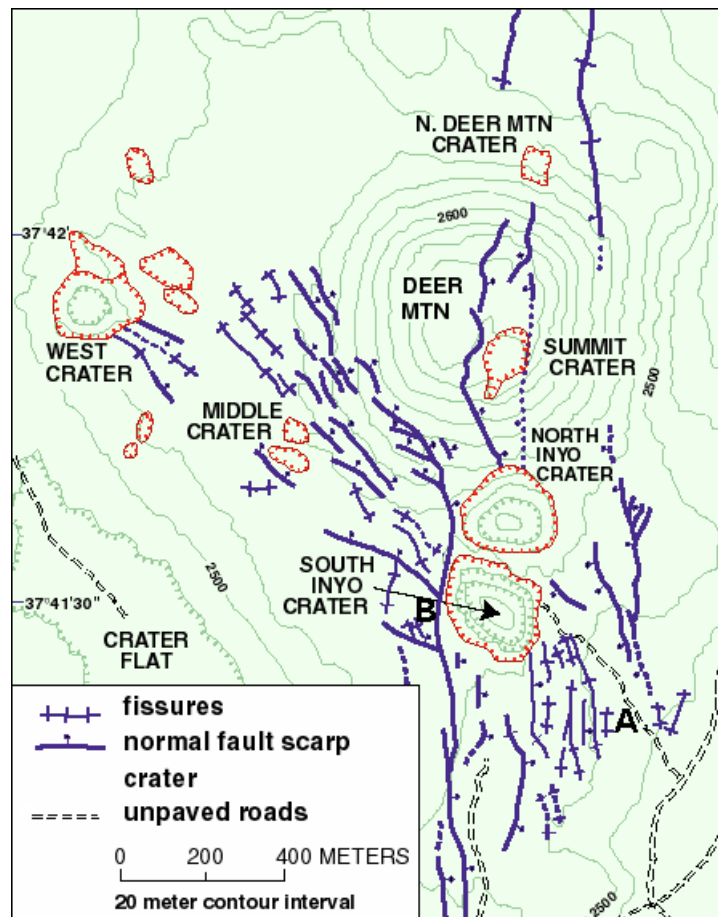 N. DEER MTN
CRATER
2600
37°42'
DEER
MTN
WEST
CRATER
SUMMIT
CRATER
2500
MIDDLE
CRATER
NORTH
INYO
CRATER
2500
SOUTH
INYO
CRATER
B
37°41'30"
CRATER
FLAT
A
fissures
normal fault scarp
crater
unpaved roads
0 200 400 METERS
20 meter contour interval
2500